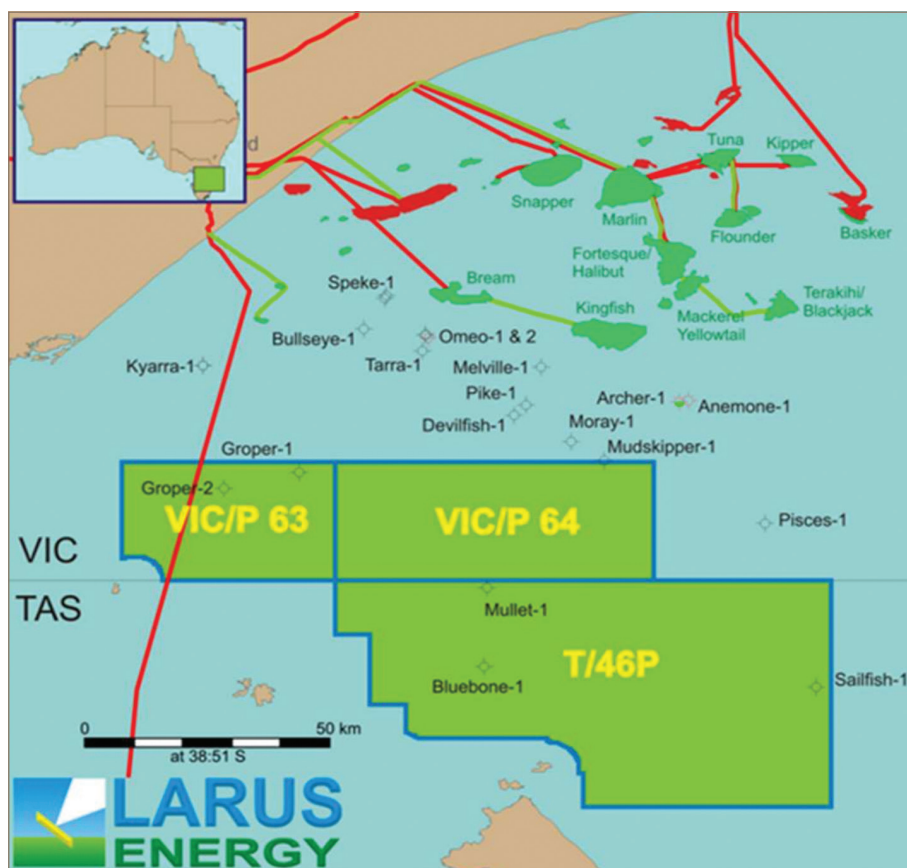 d
Tuna
Kipper
Snapper
Marlin
Flounder
Basker
Fortesque/
Halibut
Speke-1
Bream
Terakihi/
Blackjack
Kingfish
Mackerel
Yellowtail
Bullseye-1
Omeo-1 & 2
Tarra-1
Kyarra-1
Melville-1
Pike-1
Archer-1
Anemone-1
Devilfish-1
Moray-1
Groper-1
Mudskipper-1
Groper-2
VIC/P 63
VIC/P 64
Pisces-1
VIC
TAS
Mullet-1
T/46P
Bluebone-1
Sailfish-1
0 50 km
at 38:51 S
LARUS
ENERGY